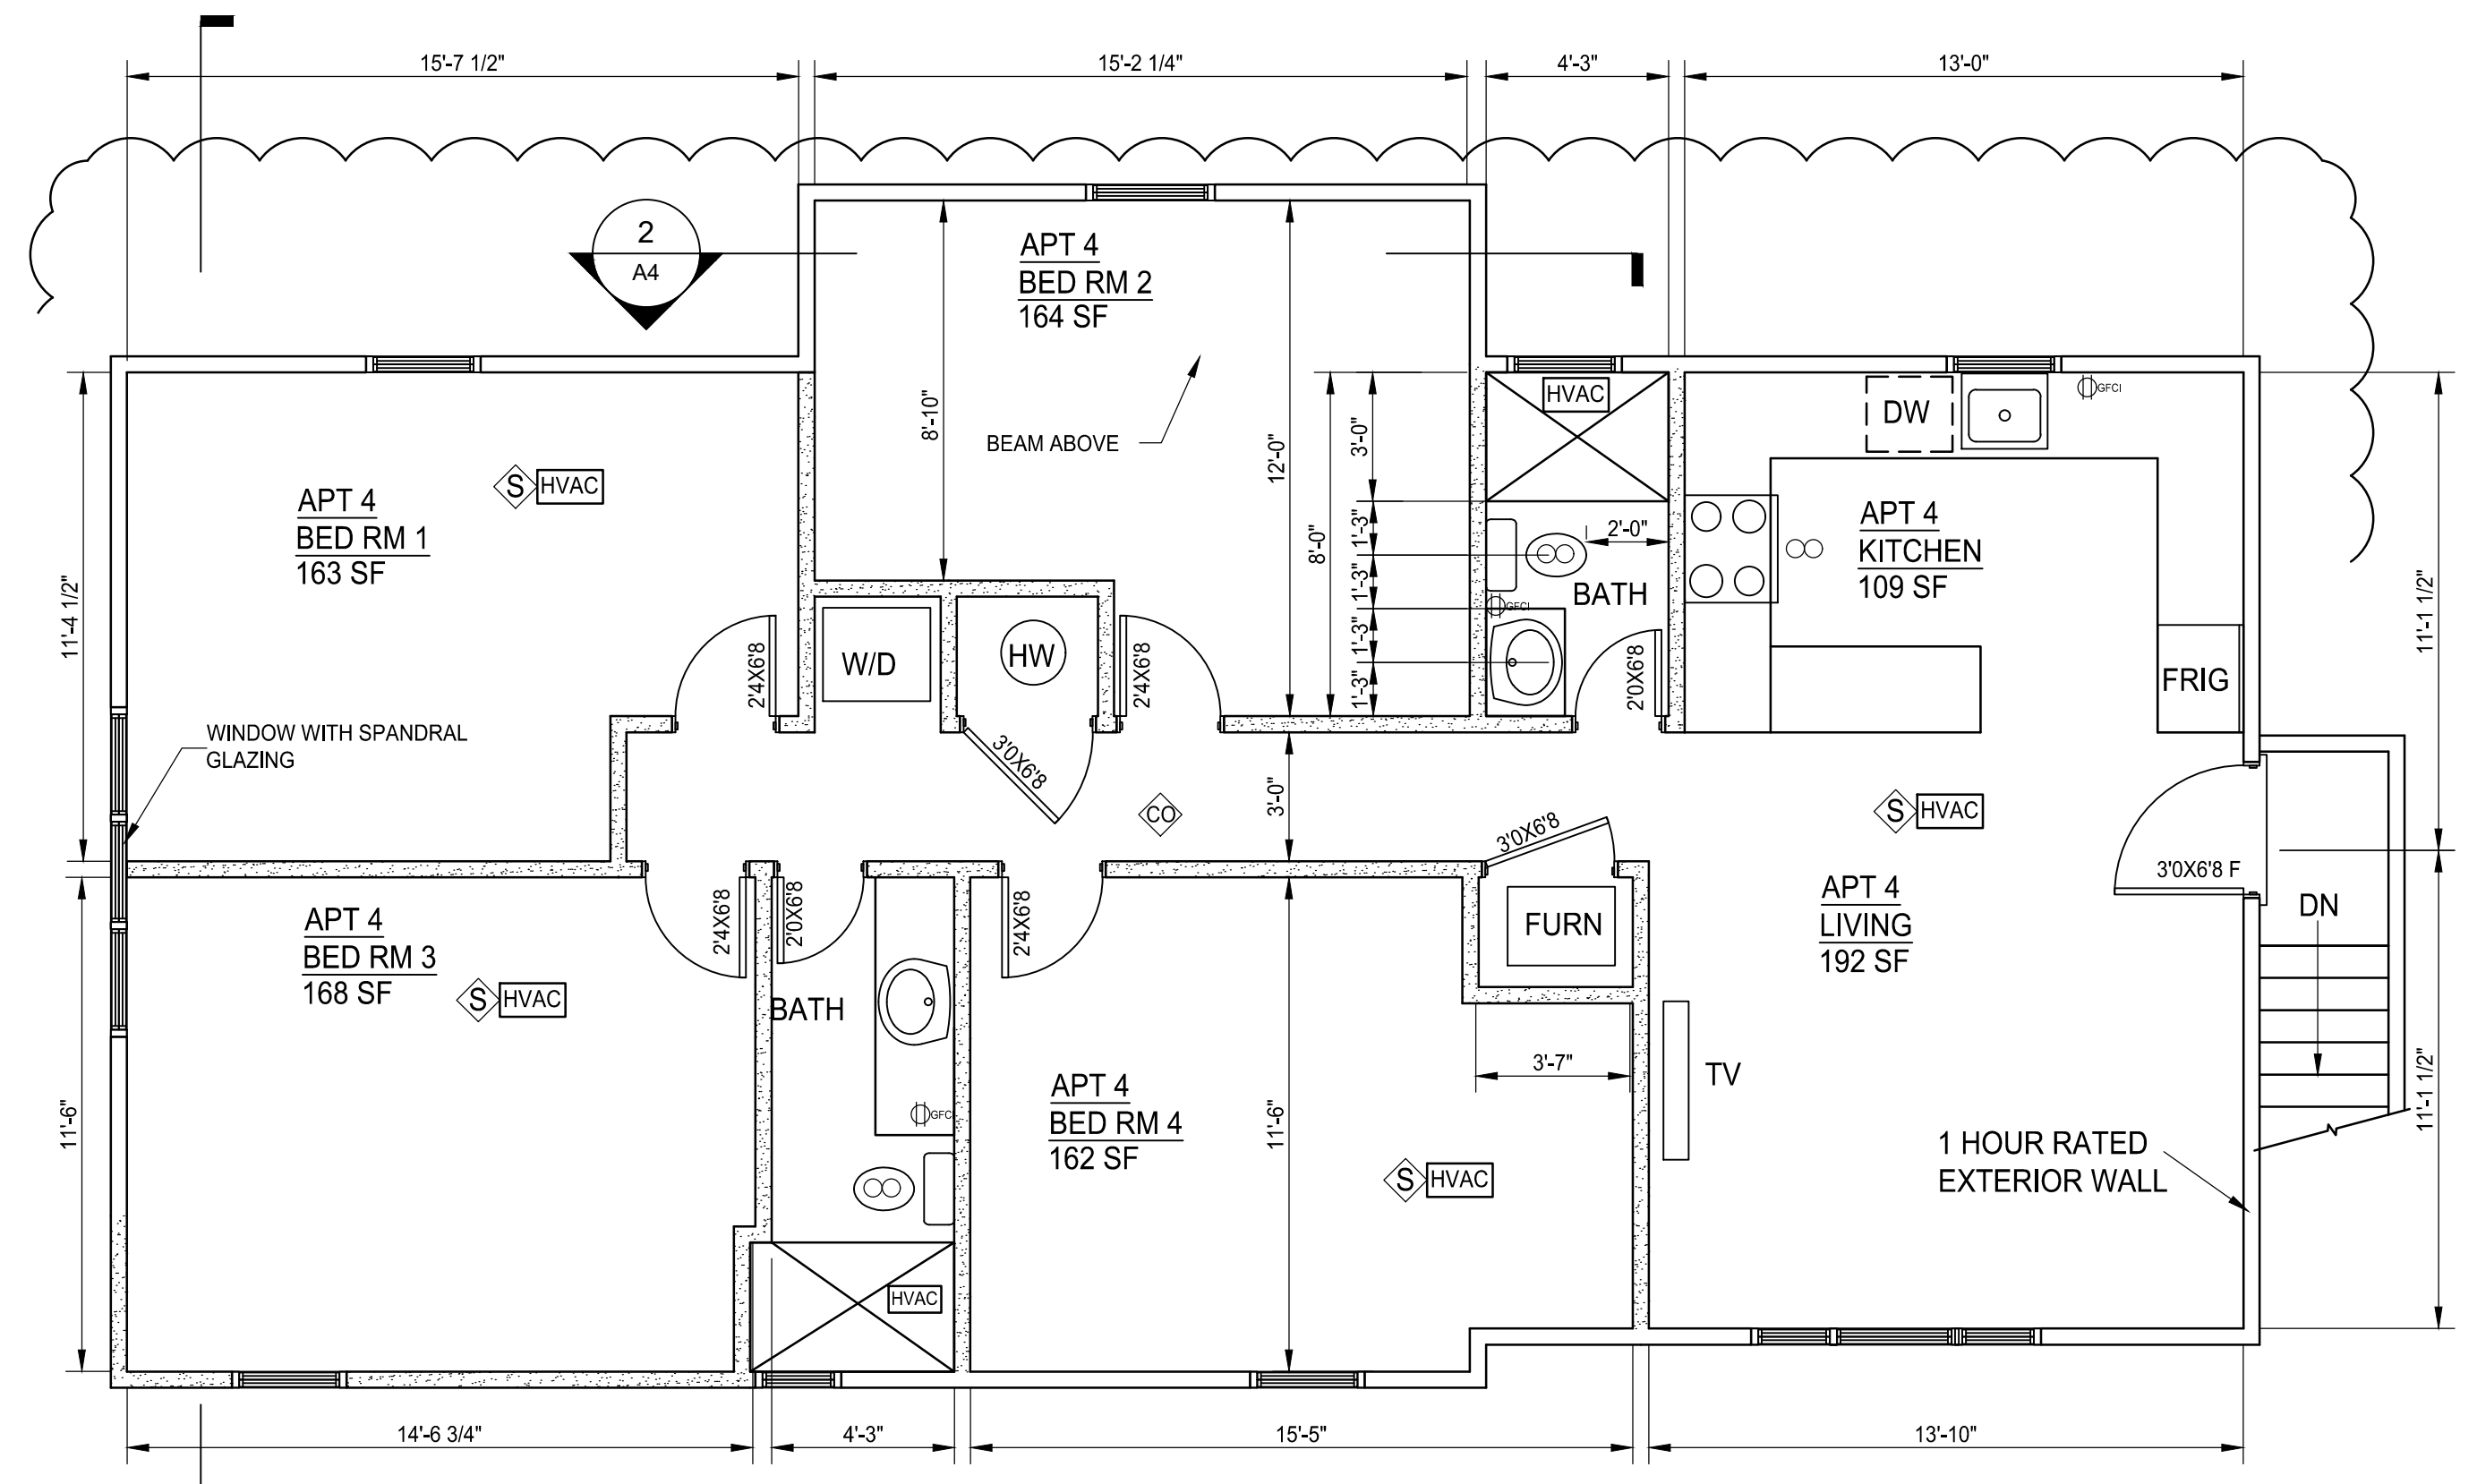 15'-7 1/2"
15'-2 1/4"
4'-3"
13'-0"
2
A4
APT 4
BED RM 2
164 SF
BEAM ABOVE
8'-10"
12'-0"
8'-0"
3'-0"
1'-3"
1'-3"
1'-3"
1'-3"
HVAC
2'-0"
BATH
GFCI
2'0X6'8
DW
GFCI
APT 4
KITCHEN
109 SF
FRIG
11'-1 1/2"
11'-4 1/2"
APT 4
BED RM 1
163 SF
S
HVAC
2'4X6'8
W/D
HW
2'4X6'8
3'0X6'8
WINDOW WITH SPANDRAL
GLAZING
CO
3'-0"
3'0X6'8
S
HVAC
3'0X6'8 F
DN
APT 4
LIVING
192 SF
FURN
11'-6"
APT 4
BED RM 3
168 SF
S
HVAC
2'4X6'8
2'0X6'8
BATH
GFC
HVAC
2'4X6'8
APT 4
BED RM 4
162 SF
11'-6"
3'-7"
S
HVAC
TV
1 HOUR RATED
EXTERIOR WALL
11'-1 1/2"
14'-6 3/4"
4'-3"
15'-5"
13'-10"